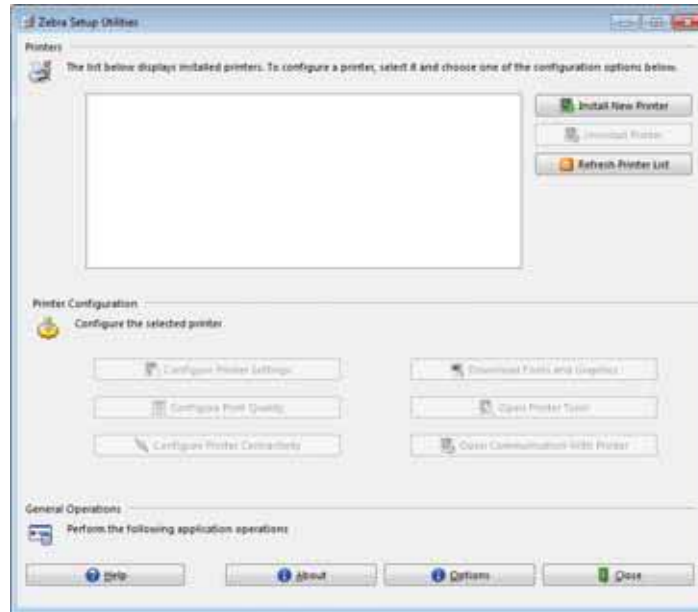 Zebra Setup Utilities
Printers
The list below displays installed printers. To configure a printer, select it and choose one of the configuration options below.
Install New Printer
Uninstall Printer
Refresh Printer List
Printer Configuration
Configure the selected printer
Configure Printer Settings
Download Fonts and Graphics
Configure Print Quality
Open Printer Tools
Configure Printer Connectivity
Open Communication With Printer
General Operations
Perform the following application operations
Help
About
Options
Close